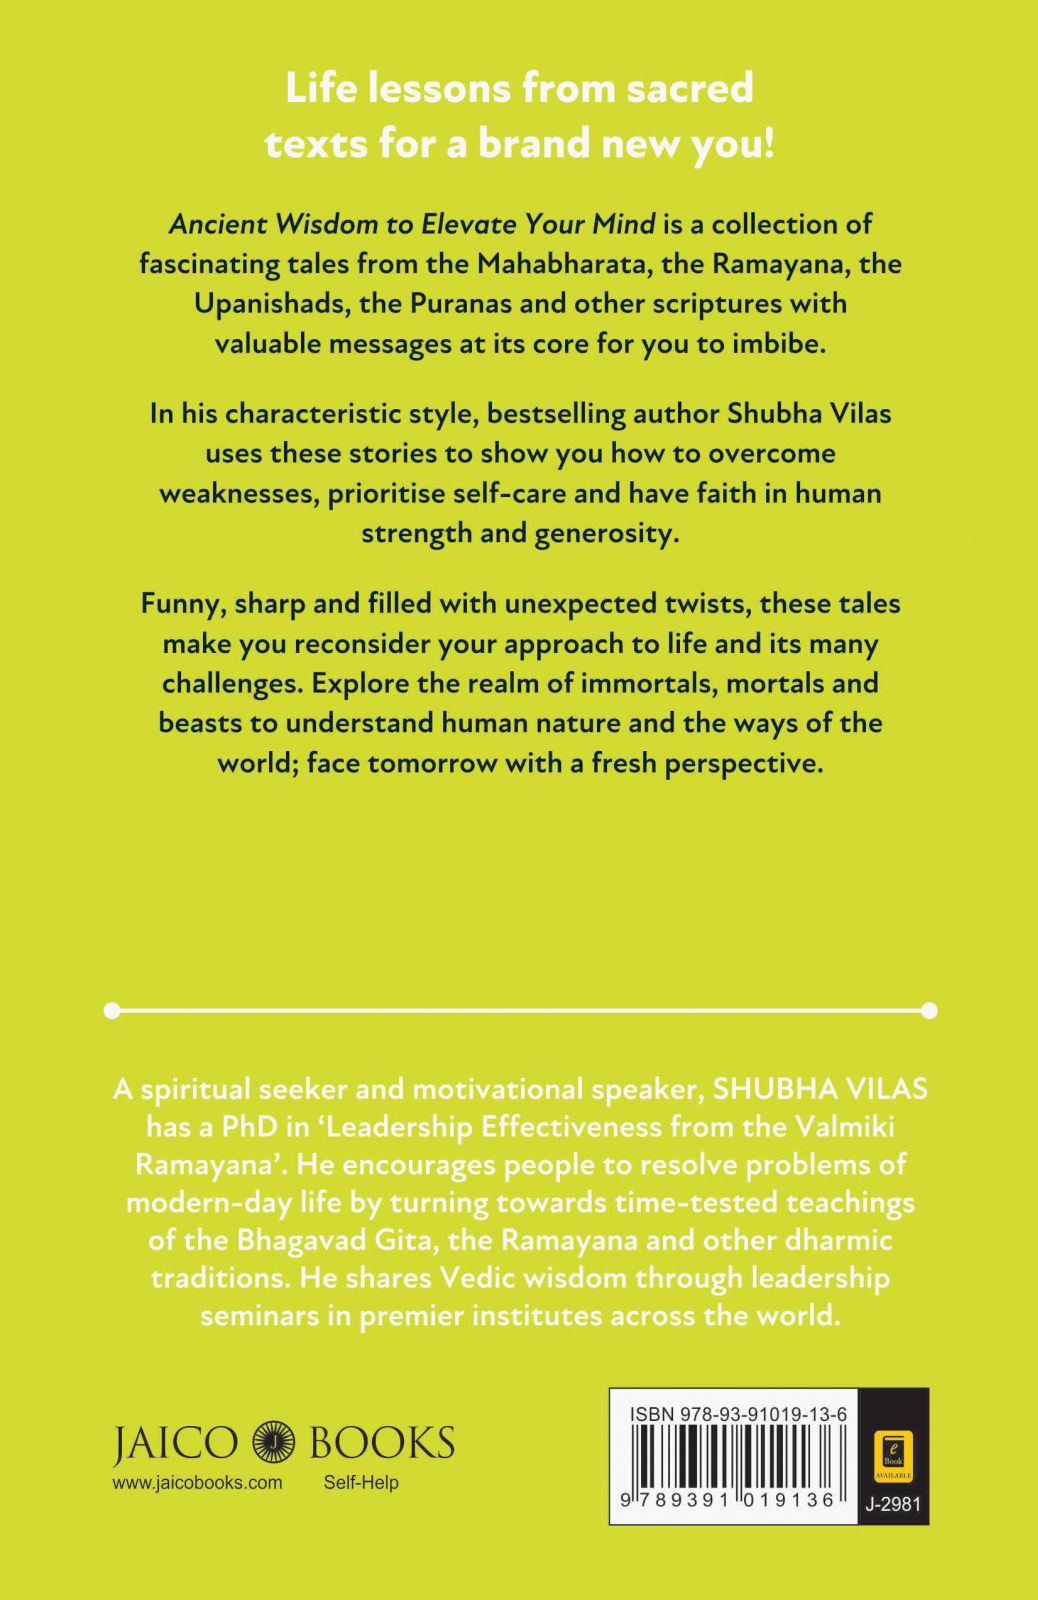 Life lessons from sacred
texts for a brand new you!
Ancient Wisdom to Elevate Your Mind is a collection of
fascinating tales from the Mahabharata, the Ramayana, the
Upanishads, the Puranas and other scriptures with
valuable messages at its core for you to imbibe.
In his characteristic style, bestselling author Shubha Vilas
uses these stories to show you how to overcome
weaknesses, prioritise self-care and have faith in human
strength and generosity.
Funny, sharp and filled with unexpected twists, these tales
make you reconsider your approach to life and its many
challenges. Explore the realm of immortals, mortals and
beasts to understand human nature and the ways of the
world; face tomorrow with a fresh perspective.
A spiritual seeker and motivational speaker, SHUBHA VILAS
has a PhD in ‘Leadership Effectiveness from the Valmiki
Ramayana’. He encourages people to resolve problems of
modern-day life by turning towards time-tested teachings
of the Bhagavad Gita, the Ramayana and other dharmic
traditions. He shares Vedic wisdom through leadership
seminars in premier institutes across the world.
JAICO J BOOKS
www.jaicobooks.com Self-Help
ISBN 978-93-91019-13-6
9 789391 019136
e
Book
AVAILABLE
J-2981